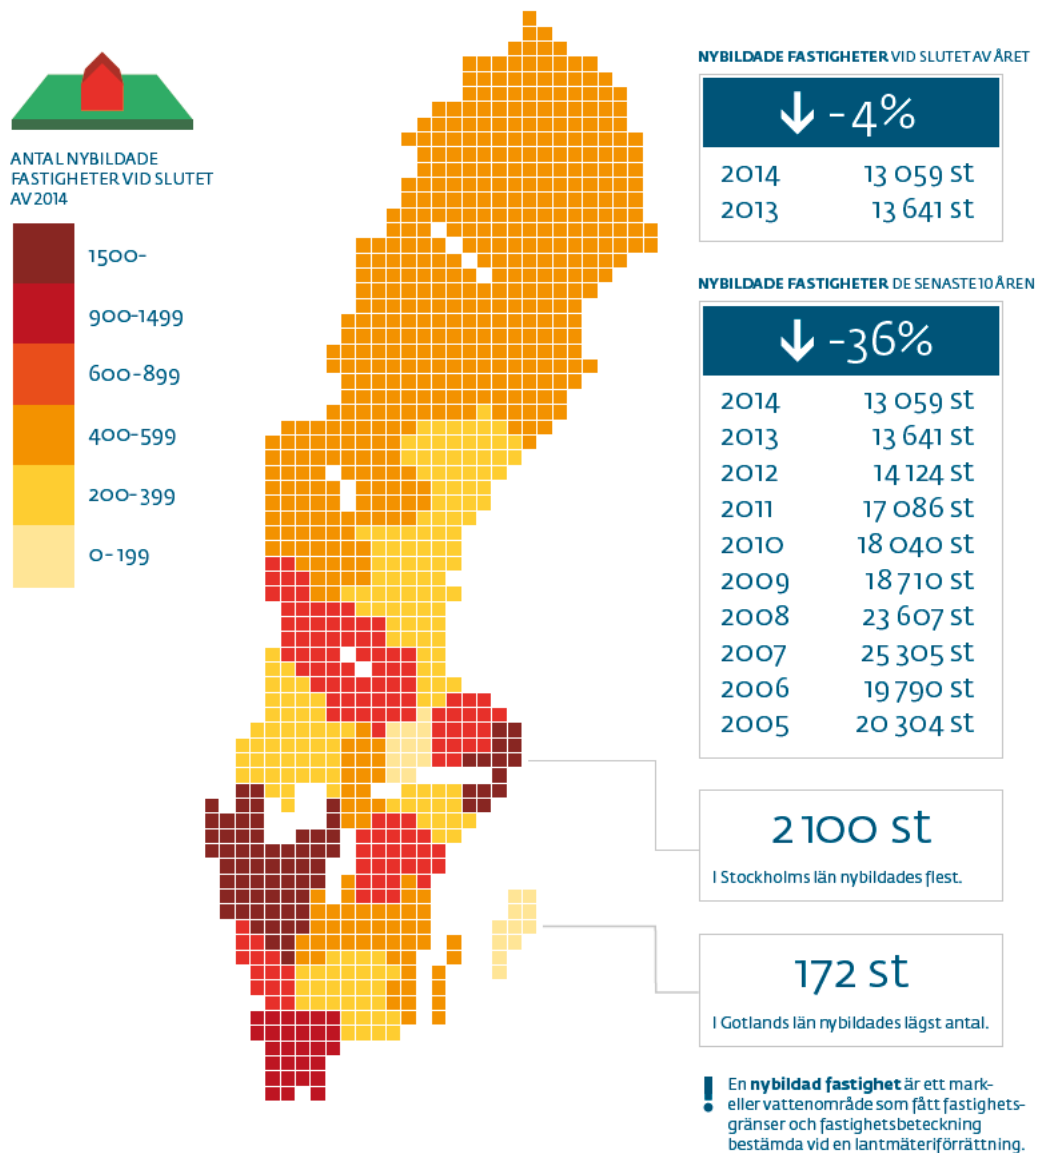 ANTAL NYBILDADE
FASTIGHETER VID SLUTET
AV 2014
1500-
900-1499
600-899
400-599
200-399
0-199
NYBILDADE FASTIGHETER VID SLUTET AV ÅRET
-4%
2014 13 059 st
2013 13 641 st
NYBILDADE FASTIGHETER DE SENASTE 10 ÅREN
-36%
2014 13 059 st
2013 13 641 st
2012 14 124 st
2011 17 086 st
2010 18 040 st
2009 18 710 st
2008 23 607 st
2007 25 305 st
2006 19 790 st
2005 20 304 st
2 100 st
I Stockholms län nybildades flest.
172 st
I Gotlands län nybildades lägst antal.
! En nybildad fastighet är ett mark-
eller vattenområde som fått fastighets-
gränser och fastighetsbeteckning
bestämda vid en lantmäteriförrättning.